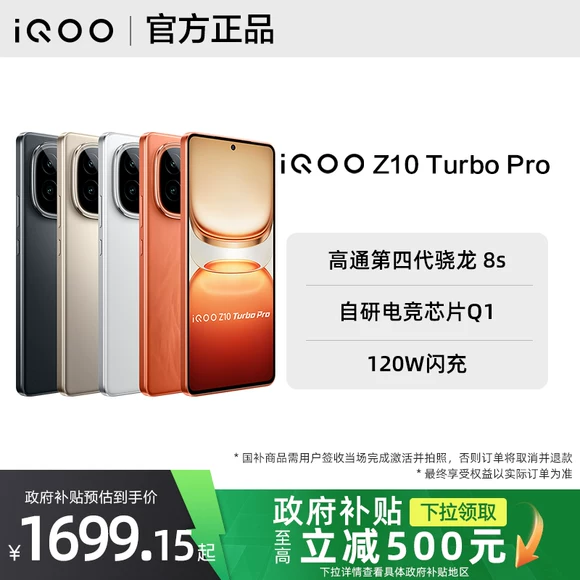 iQOO | 官方正品
iQOO Z10 Turbo Pro
iQOO Z10 Turbo Pro
高通第四代骁龙 8s
自研电竞芯片Q1
120W闪充
* 国补商品需用户签收当场完成激活并拍照，否则订单将取消并退款
* 最终享受权益以实际订单为准
政府补贴预估到手价
¥1699.15起
政府补贴 下拉领取
至高 立减500元
下拉详情查看具体政府补贴地区